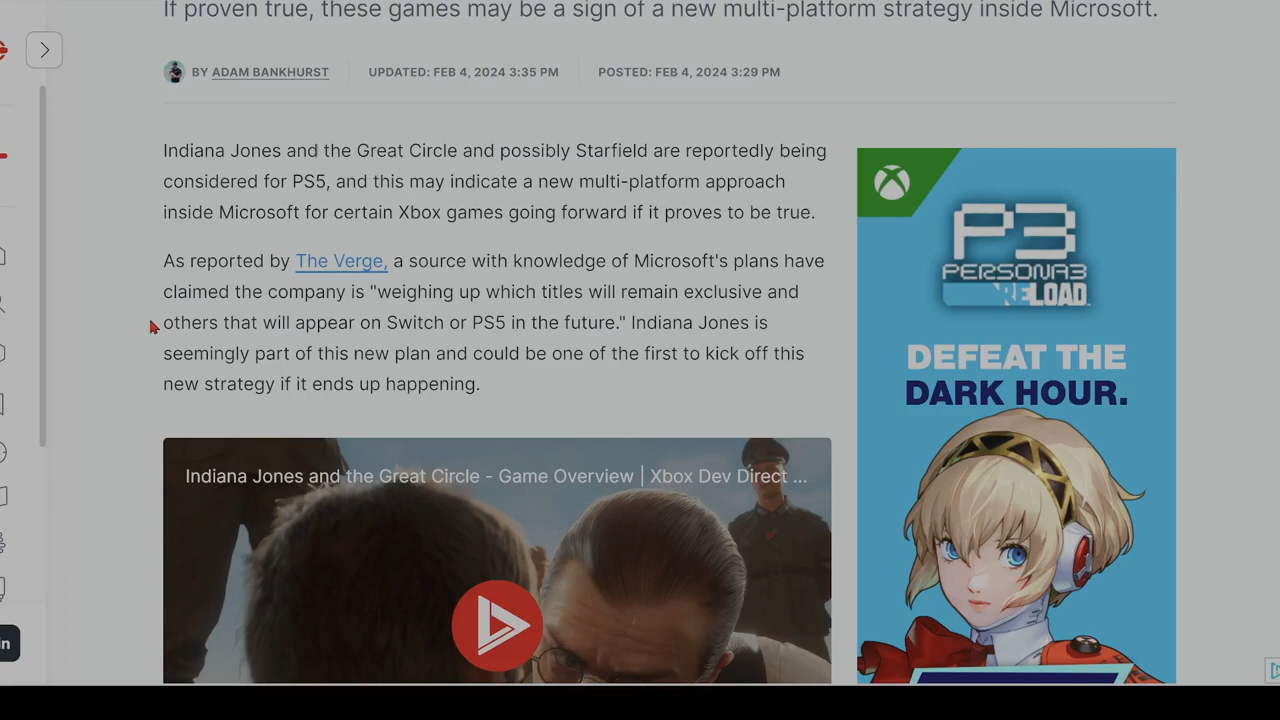 If proven true, these games may be a sign of a new multi-platform strategy inside Microsoft.
BY ADAM BANKHURST
UPDATED: FEB 4, 2024 3:35 PM
POSTED: FEB 4, 2024 3:29 PM
Indiana Jones and the Great Circle and possibly Starfield are reportedly being
considered for PS5, and this may indicate a new multi-platform approach
inside Microsoft for certain Xbox games going forward if it proves to be true.
As reported by The Verge, a source with knowledge of Microsoft's plans have
claimed the company is "weighing up which titles will remain exclusive and
others that will appear on Switch or PS5 in the future." Indiana Jones is
seemingly part of this new plan and could be one of the first to kick off this
new strategy if it ends up happening.
Indiana Jones and the Great Circle - Game Overview | Xbox Dev Direct ...
P3
PERSONA3
RELOAD
DEFEAT THE
DARK HOUR.
in